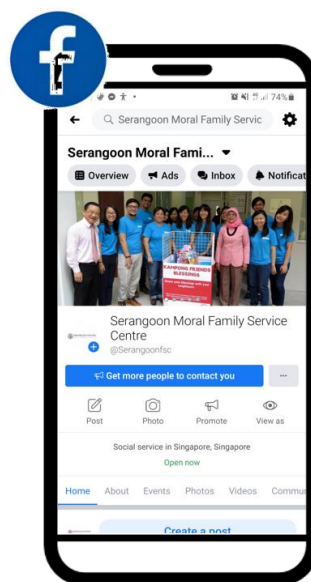 f
74%
Serangoon Moral Family Servic
Serangoon Moral Fami...
Overview Ads Inbox Notificat
KAMPONG FRIENDS
BLESSINGS
Serangoon Moral Family Service
Centre
@Serangoonfsc
Get more people to contact you ...
Post Photo Promote View as
Social service in Singapore, Singapore
Open now
Home About Events Photos Videos Commun
Create a post